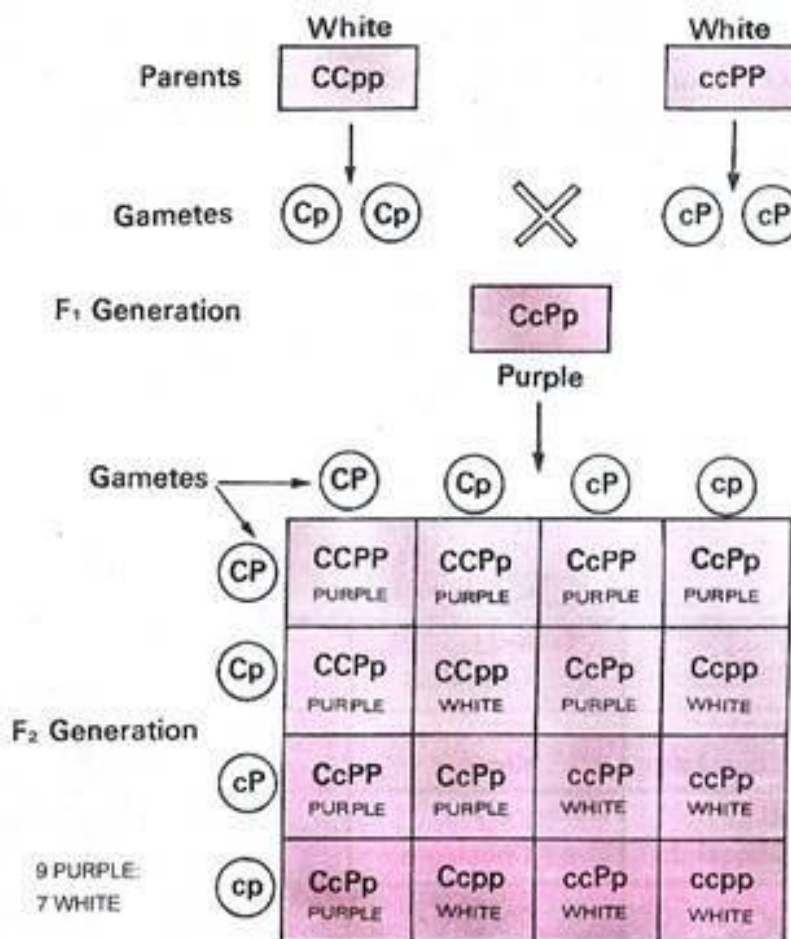 White White
Parents CCpp ccPP
Gametes Cp Cp cP cP
F₁ Generation CcPp
Purple
Gametes CP Cp cP cp
CP CCPP CCPp CcPP CcPp
PURPLE PURPLE PURPLE PURPLE
Cp CCPp CCpp CcPp Ccpp
PURPLE WHITE PURPLE WHITE
F₂ Generation
cP CcPP CcPp ccPP ccPp
PURPLE PURPLE WHITE WHITE
9 PURPLE:
7 WHITE
cp CcPp Ccpp ccPp ccpp
PURPLE WHITE WHITE WHITE